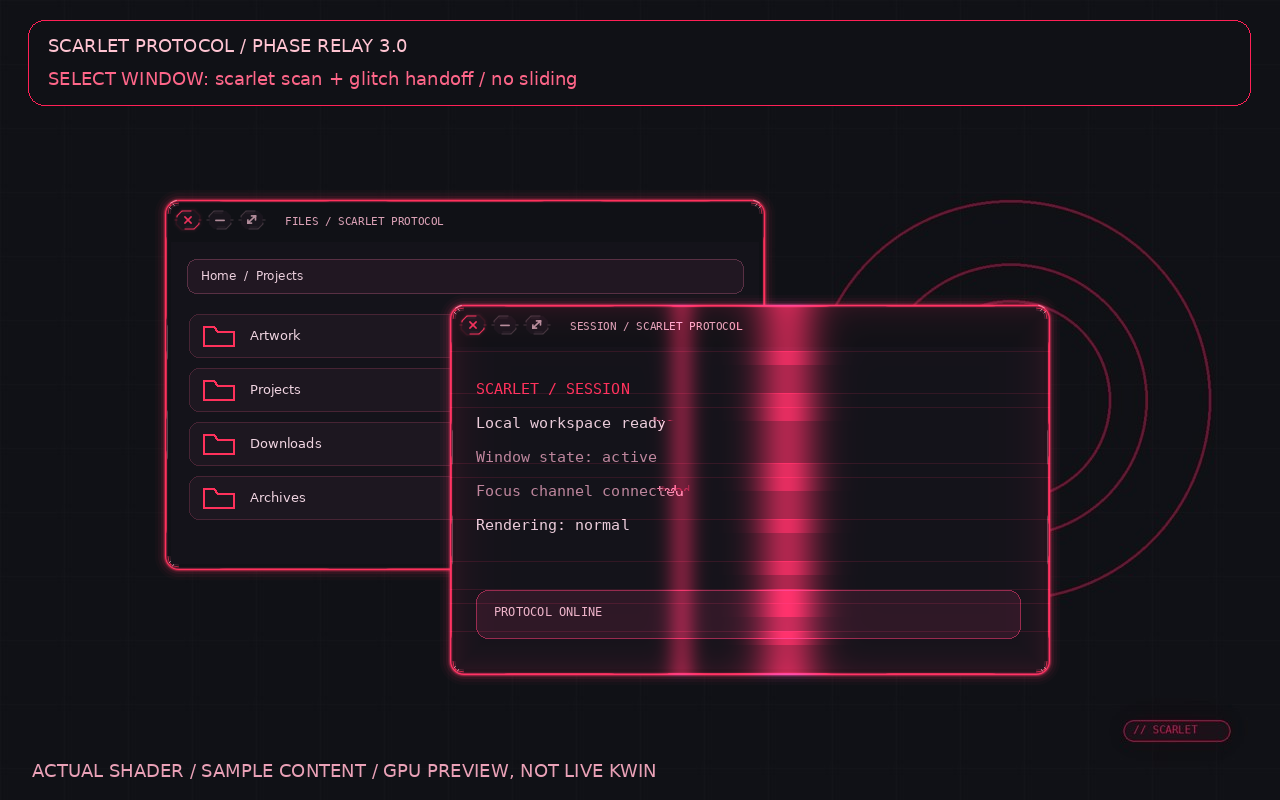 SCARLET PROTOCOL / PHASE RELAY 3.0
SELECT WINDOW: scarlet scan + glitch handoff / no sliding
FILES / SCARLET PROTOCOL
Home / Projects
Artwork
Projects
Downloads
Archives
SESSION / SCARLET PROTOCOL
SCARLET / SESSION
Local workspace ready
Window state: active
Focus channel connected
Rendering: normal
PROTOCOL ONLINE
// SCARLET
ACTUAL SHADER / SAMPLE CONTENT / GPU PREVIEW, NOT LIVE KWIN